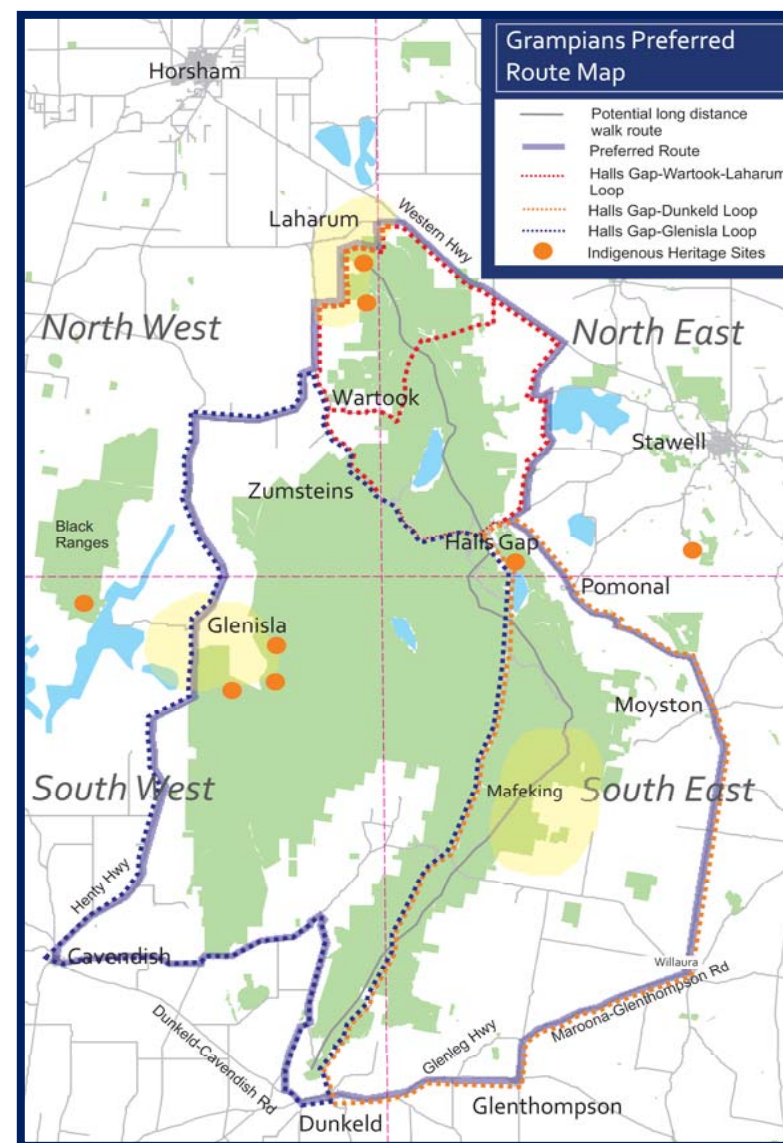 Grampians Preferred
Route Map
Potential long distance
walk route
Preferred Route
Halls Gap-Wartook-Laharum
Loop
Halls Gap-Dunkeld Loop
Halls Gap-Glenisla Loop
Indigenous Heritage Sites
Horsham
Laharum
Western Hwy
North West
North East
Wartook
Stawell
Zumsteins
Black
Ranges
Halls Gap
Pomonal
Glenisla
Moyston
South West
Mafeking
South East
Henty Hwy
Cavendish
Willaura
Maroona-Glenthompson Rd
Dunkeld-Cavendish Rd
Glenleg Hwy
Glenthompson
Dunkeld